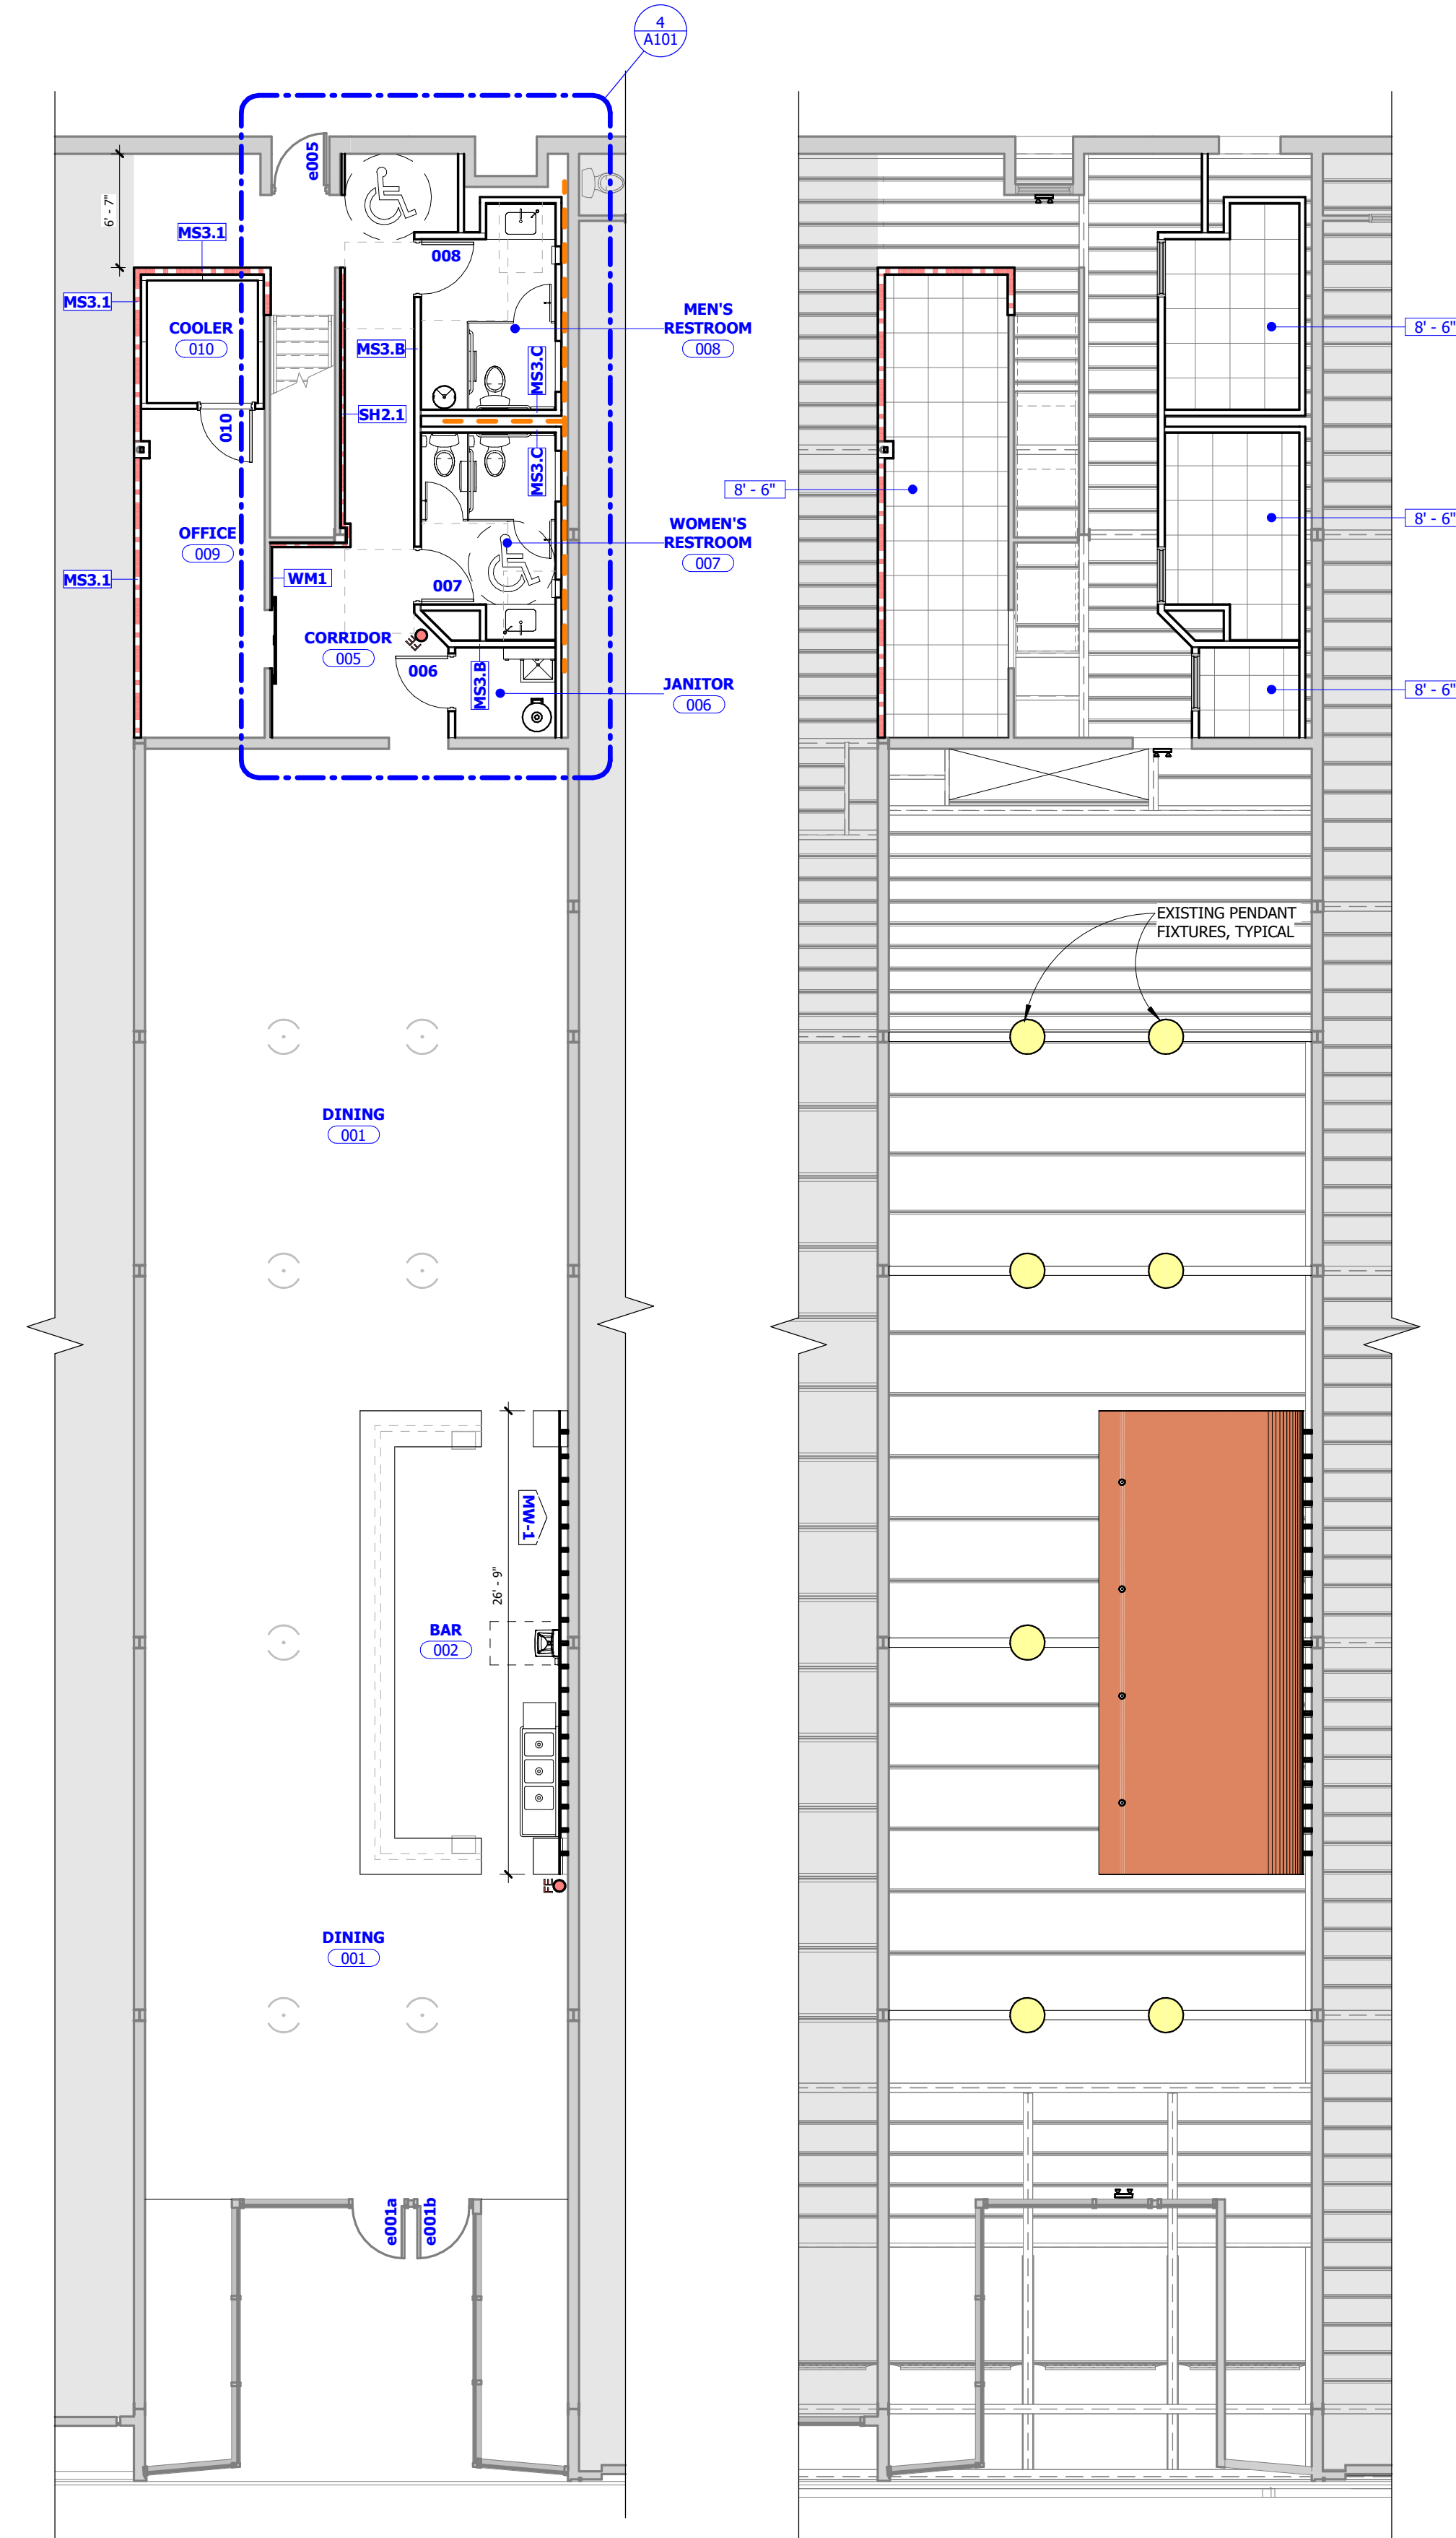 4
A101
e005
6' - 7"
MS3.1
008
MS3.1
COOLER
010
MEN'S
RESTROOM
008
MS3.B
MS3.C
SH2.1
010
MS3.C
OFFICE
009
WOMEN'S
RESTROOM
007
MS3.1
WM1
007
CORRIDOR
005
FE
006
MS3.B
JANITOR
006
DINING
001
MW-1
26' - 9"
BAR
002
FE
DINING
001
e001a
e001b
8' - 6"
8' - 6"
8' - 6"
8' - 6"
EXISTING PENDANT
FIXTURES, TYPICAL